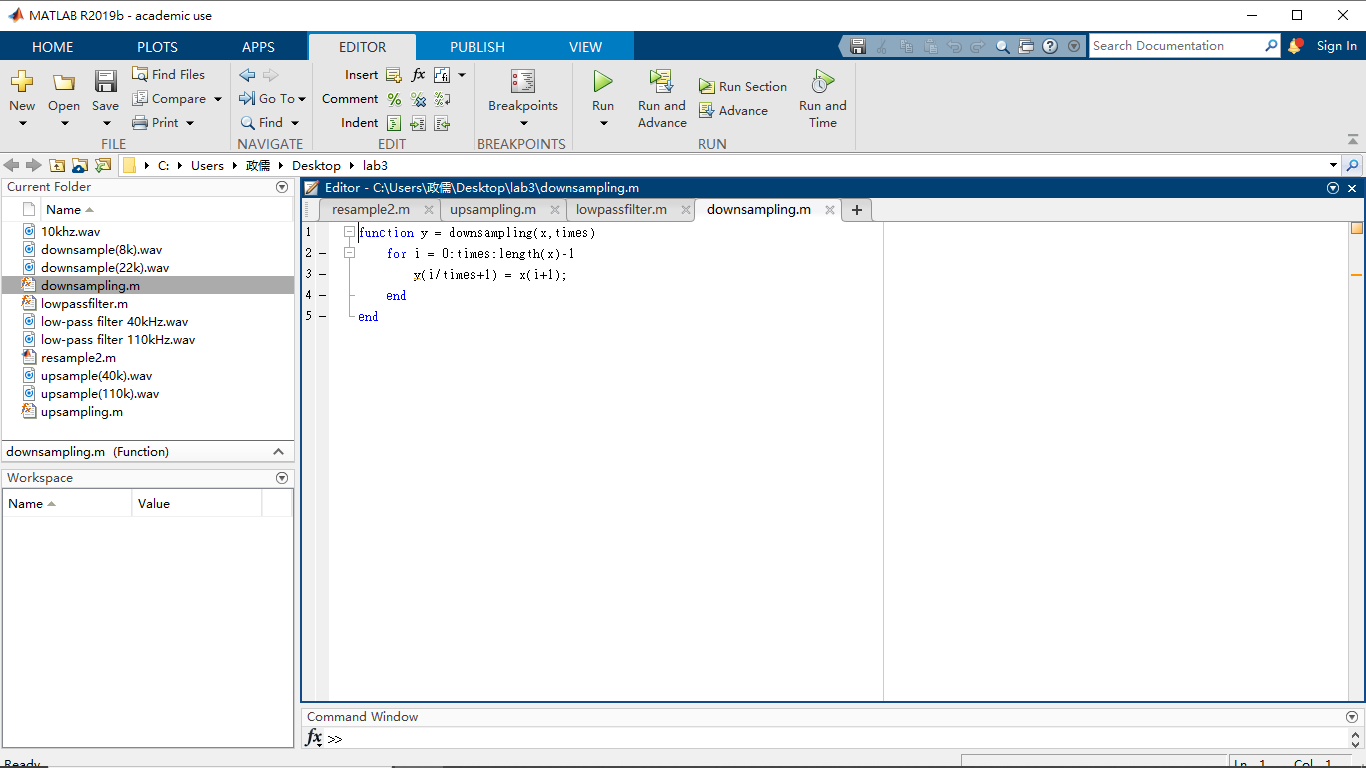 MATLAB R2019b - academic use
HOME PLOTS APPS EDITOR PUBLISH VIEW Search Documentation Sign In
New Open Save Find Files Compare Print
FILE
Go To Find
NAVIGATE
Insert fx
Comment
Indent
EDIT
Breakpoints
BREAKPOINTS
Run Run and Advance Run Section Advance Run and Time
RUN
C: Users 政儒 Desktop lab3
Current Folder
Name
10khz.wav
downsample(8k).wav
downsample(22k).wav
downsampling.m
lowpassfilter.m
low-pass filter 40kHz.wav
low-pass filter 110kHz.wav
resample2.m
upsample(40k).wav
upsample(110k).wav
upsampling.m
downsampling.m (Function)
Workspace
Name Value
Editor - C:\Users\政儒\Desktop\lab3\downsampling.m
resample2.m upsampling.m lowpassfilter.m downsampling.m
1 function y = downsampling(x,times)
2 – for i = 0:times:length(x)-1
3 – y(i/times+1) = x(i+1);
4 – end
5 – end
Command Window
fx >>
Ready
Ln 1 Col 1